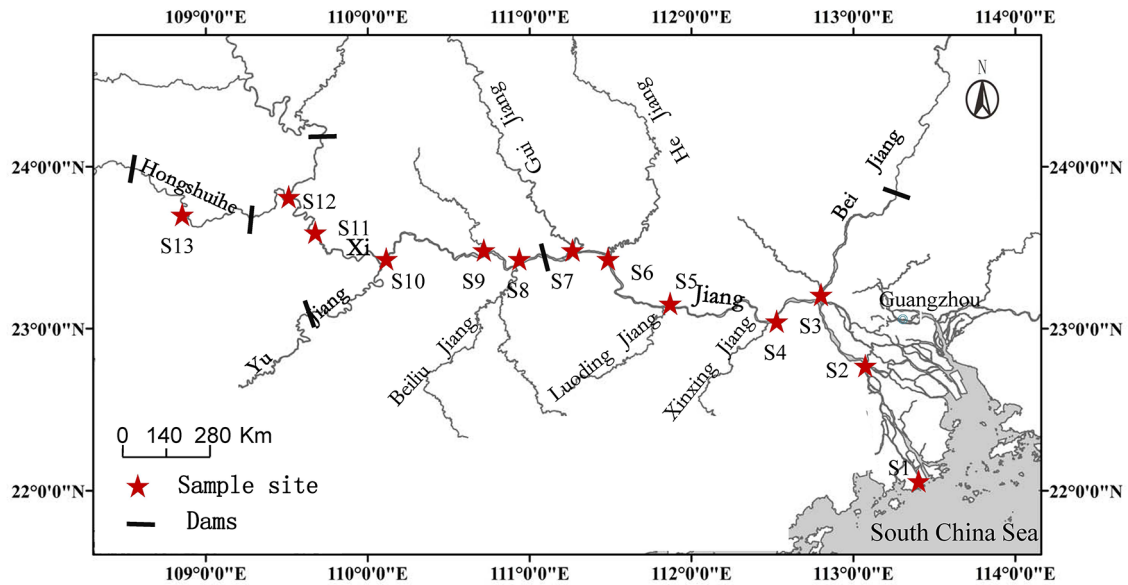 109°0'0"E 110°0'0"E 111°0'0"E 112°0'0"E 113°0'0"E 114°0'0"E
N
24°0'0"N
24°0'0"N
Hongshuihe
Gui Jiang
He Jiang
Bei Jiang
S12
S13
S11
Xi
S10
S9
S8
S7
S6
S5
Jiang
S4
S3
Guangzhou
23°0'0"N
23°0'0"N
Yu Jiang
Beiliu Jiang
Luoding Jiang
Xinxing Jiang
S2
0 140 280 Km
Sample site
Dams
S1
22°0'0"N
22°0'0"N
South China Sea
109°0'0"E 110°0'0"E 111°0'0"E 112°0'0"E 113°0'0"E 114°0'0"E